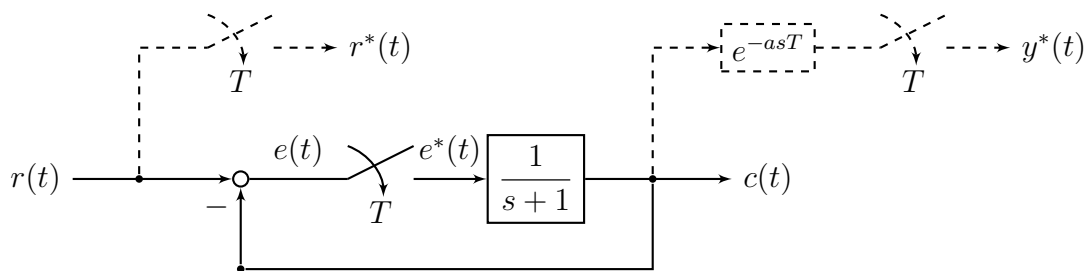 T
r*(t)
e^{-asT}
T
y*(t)
r(t)
e(t)
T
e*(t)
1
s + 1
c(t)
−